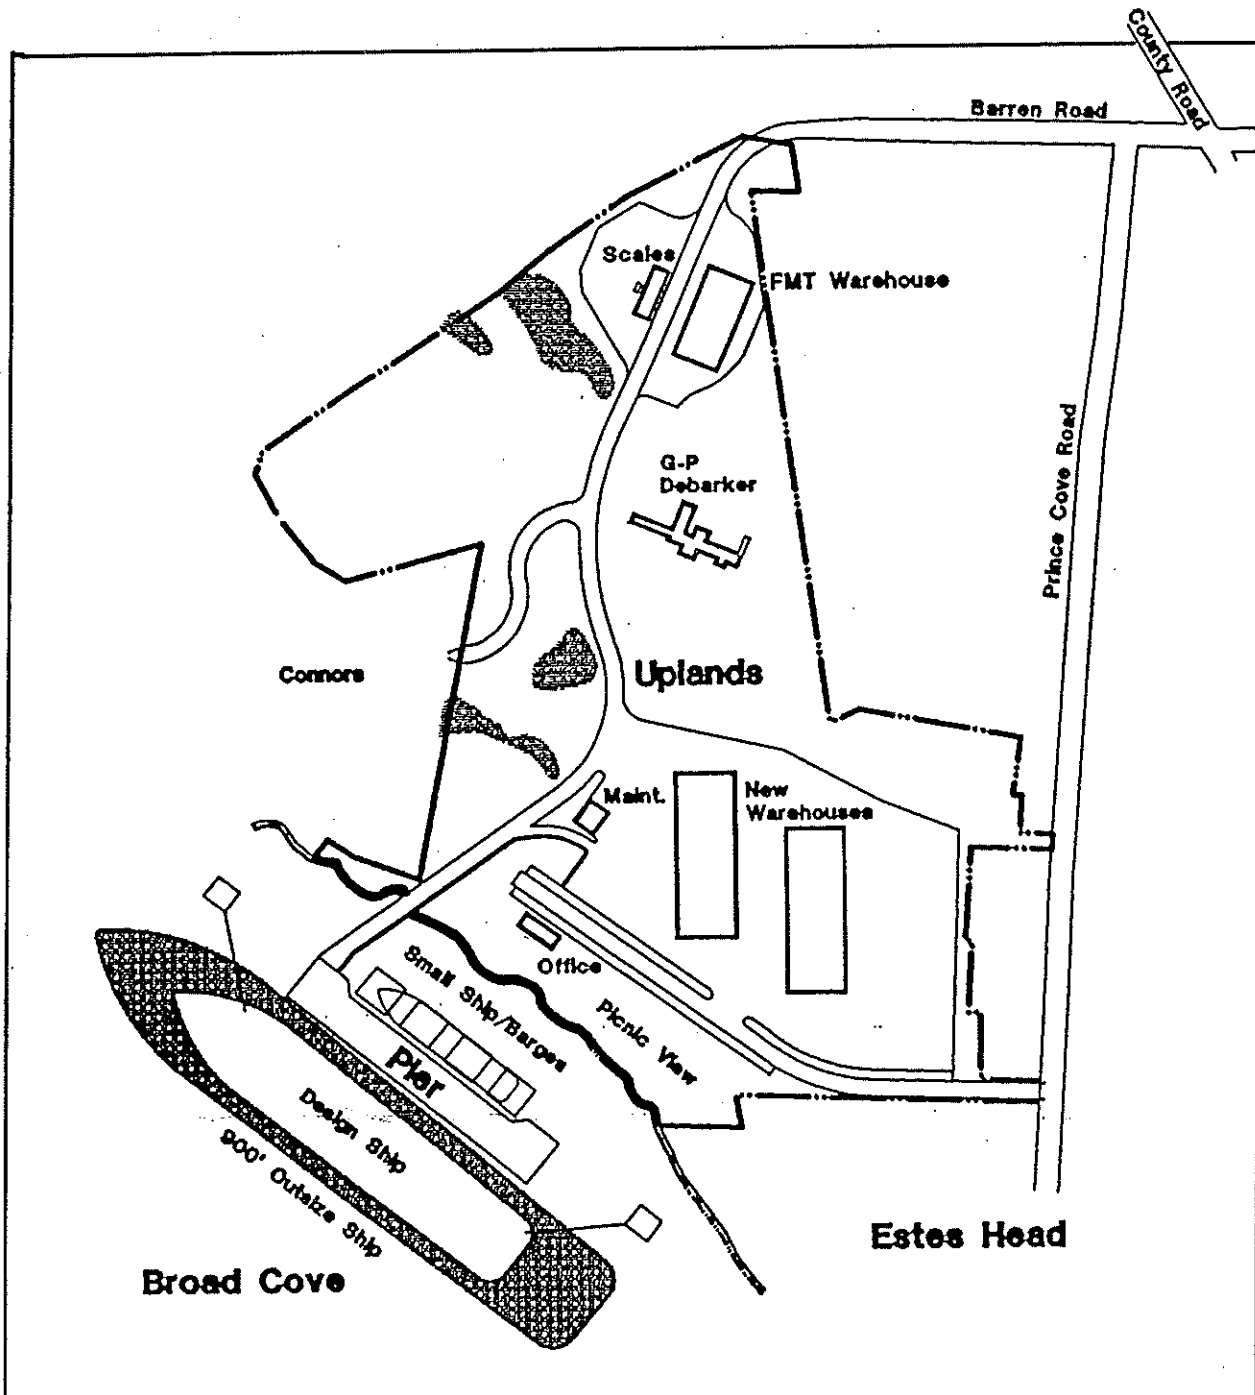 County Road
Barren Road
Scales
FMT Warehouse
Prince Cove Road
G-P
Debarker
Connors
Uplands
Maint.
New
Warehouses
Office
Small Ship/Barges
Picnic View
Pier
Design Ship
900' Outsize Ship
Estes Head
Broad Cove